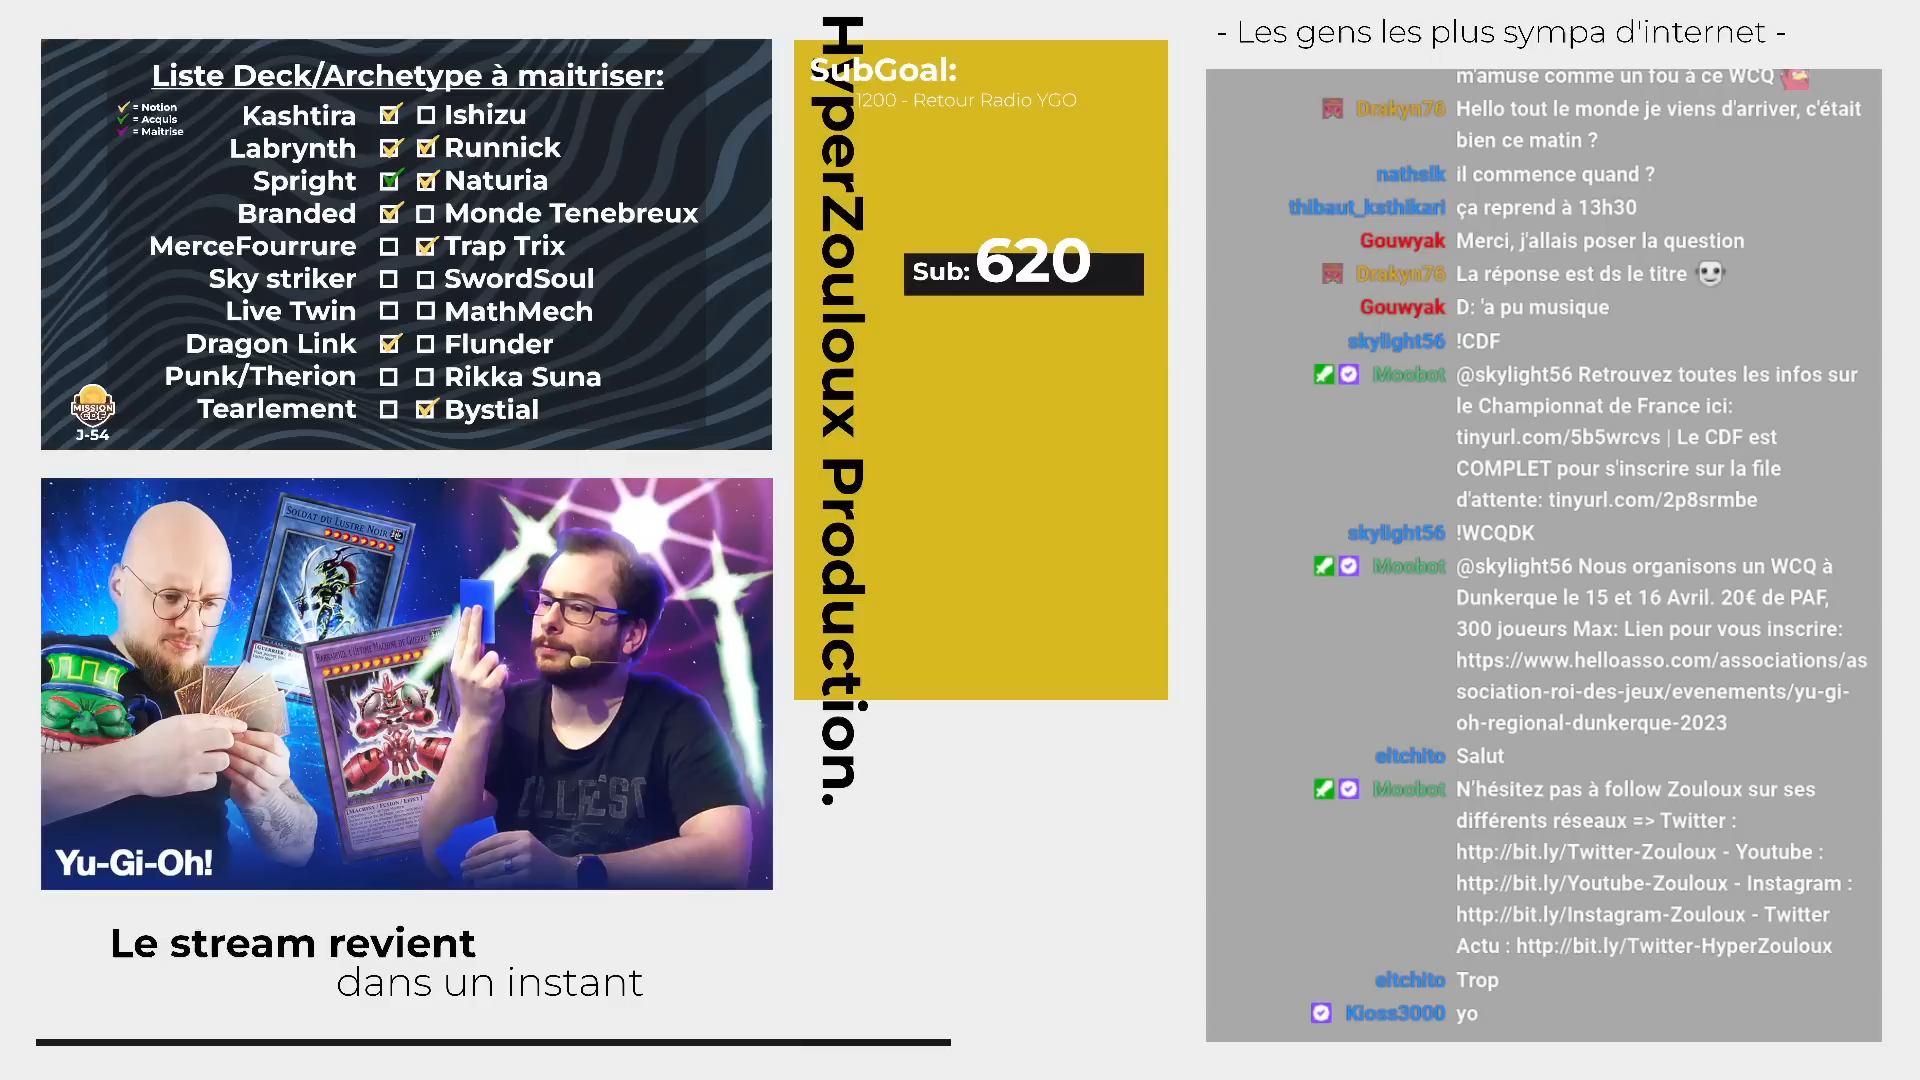 Liste Deck/Archetype à maitriser:
= Notion
= Acquis
= Maitrise
Kashtira
Ishizu
Labrynth
Runnick
Spright
Naturia
Branded
Monde Tenebreux
MerceFourrure
Trap Trix
Sky striker
SwordSoul
Live Twin
MathMech
Dragon Link
Flunder
Punk/Therion
Rikka Suna
Tearlement
Bystial
MISSION
CDF
J-54
SOLDAT DU LUSTRE NOIR
Yu-Gi-Oh!
Le stream revient
dans un instant
HyperZouloux Production.
SubGoal:
1200 - Retour Radio YGO
Sub: 620
- Les gens les plus sympa d'internet -
m'amuse comme un fou à ce WCQ
Drakyn76 Hello tout le monde je viens d'arriver, c'était
bien ce matin ?
nathsik il commence quand ?
thibaut_ksthikari ça reprend à 13h30
Gouwyak Merci, j'allais poser la question
Drakyn76 La réponse est ds le titre
Gouwyak D: 'a pu musique
skylight56 !CDF
Moobot @skylight56 Retrouvez toutes les infos sur
le Championnat de France ici:
tinyurl.com/5b5wrcvs | Le CDF est
COMPLET pour s'inscrire sur la file
d'attente: tinyurl.com/2p8srmbe
skylight56 !WCQDK
Moobot @skylight56 Nous organisons un WCQ à
Dunkerque le 15 et 16 Avril. 20€ de PAF,
300 joueurs Max: Lien pour vous inscrire:
https://www.helloasso.com/associations/as
sociation-roi-des-jeux/evenements/yu-gi-
oh-regional-dunkerque-2023
eltchito Salut
Moobot N'hésitez pas à follow Zouloux sur ses
différents réseaux => Twitter :
http://bit.ly/Twitter-Zouloux - Youtube :
http://bit.ly/Youtube-Zouloux - Instagram :
http://bit.ly/Instagram-Zouloux - Twitter
Actu : http://bit.ly/Twitter-HyperZouloux
eltchito Trop
Kioss3000 yo